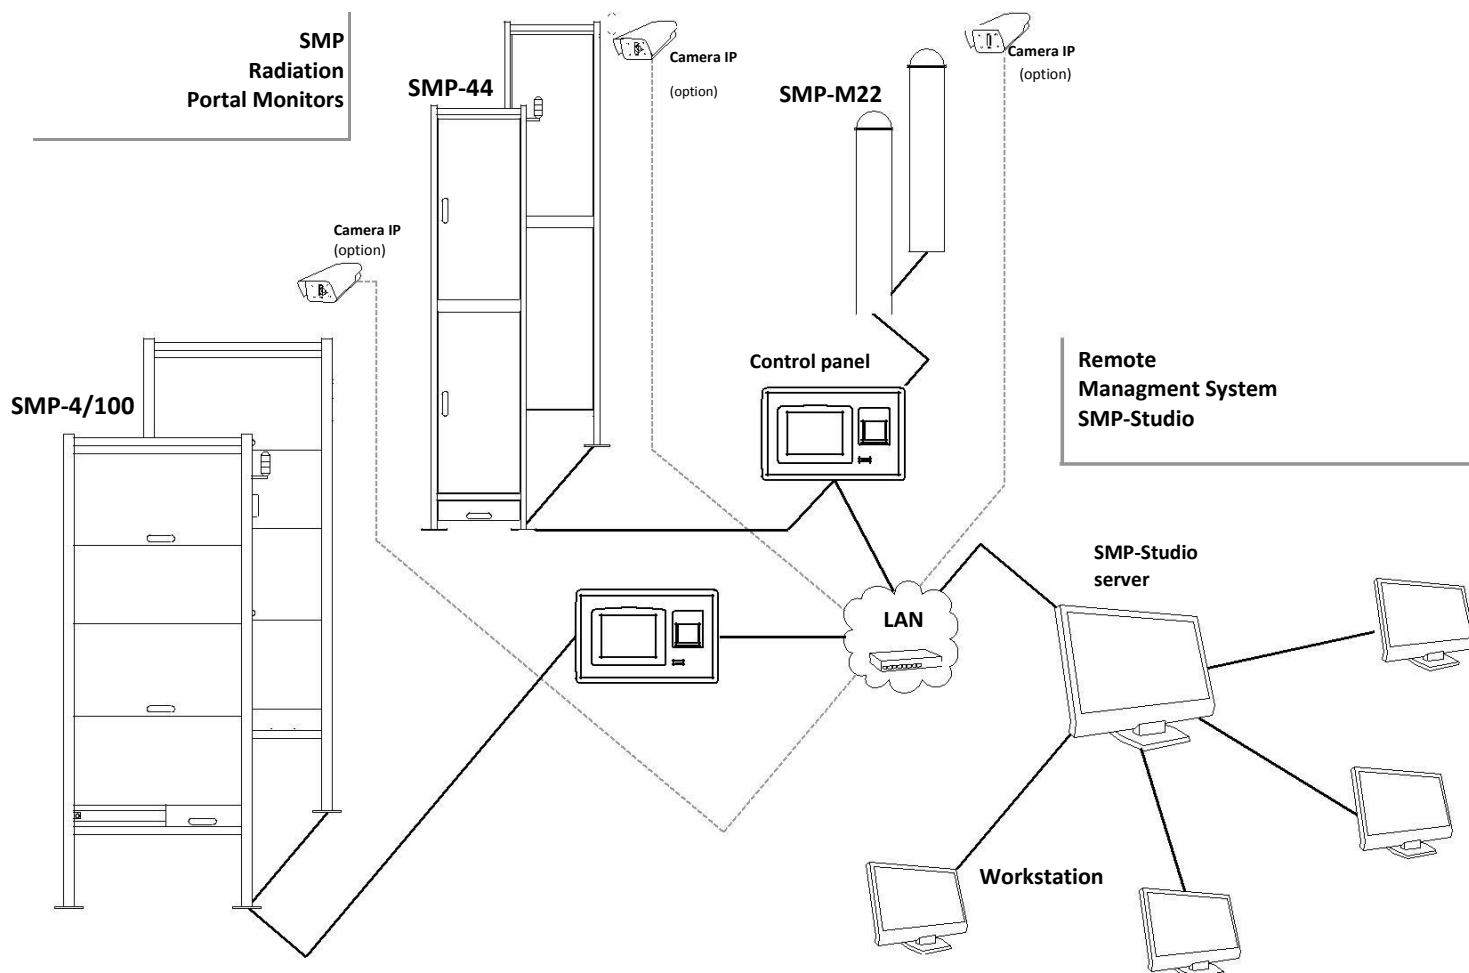 SMP
Radiation
Portal Monitors
SMP-44
Camera IP
(option)
SMP-M22
Camera IP
(option)
Camera IP
(option)
SMP-4/100
Control panel
Remote
Managment System
SMP-Studio
SMP-Studio
server
LAN
Workstation